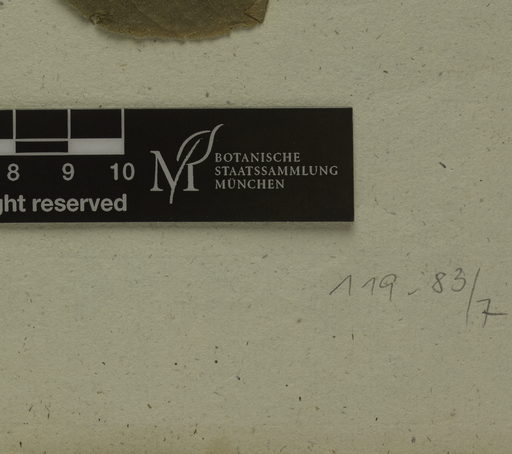 8 9 10
ght reserved
BOTANISCHE
STAATSSAMMLUNG
MÜNCHEN
119-83/7